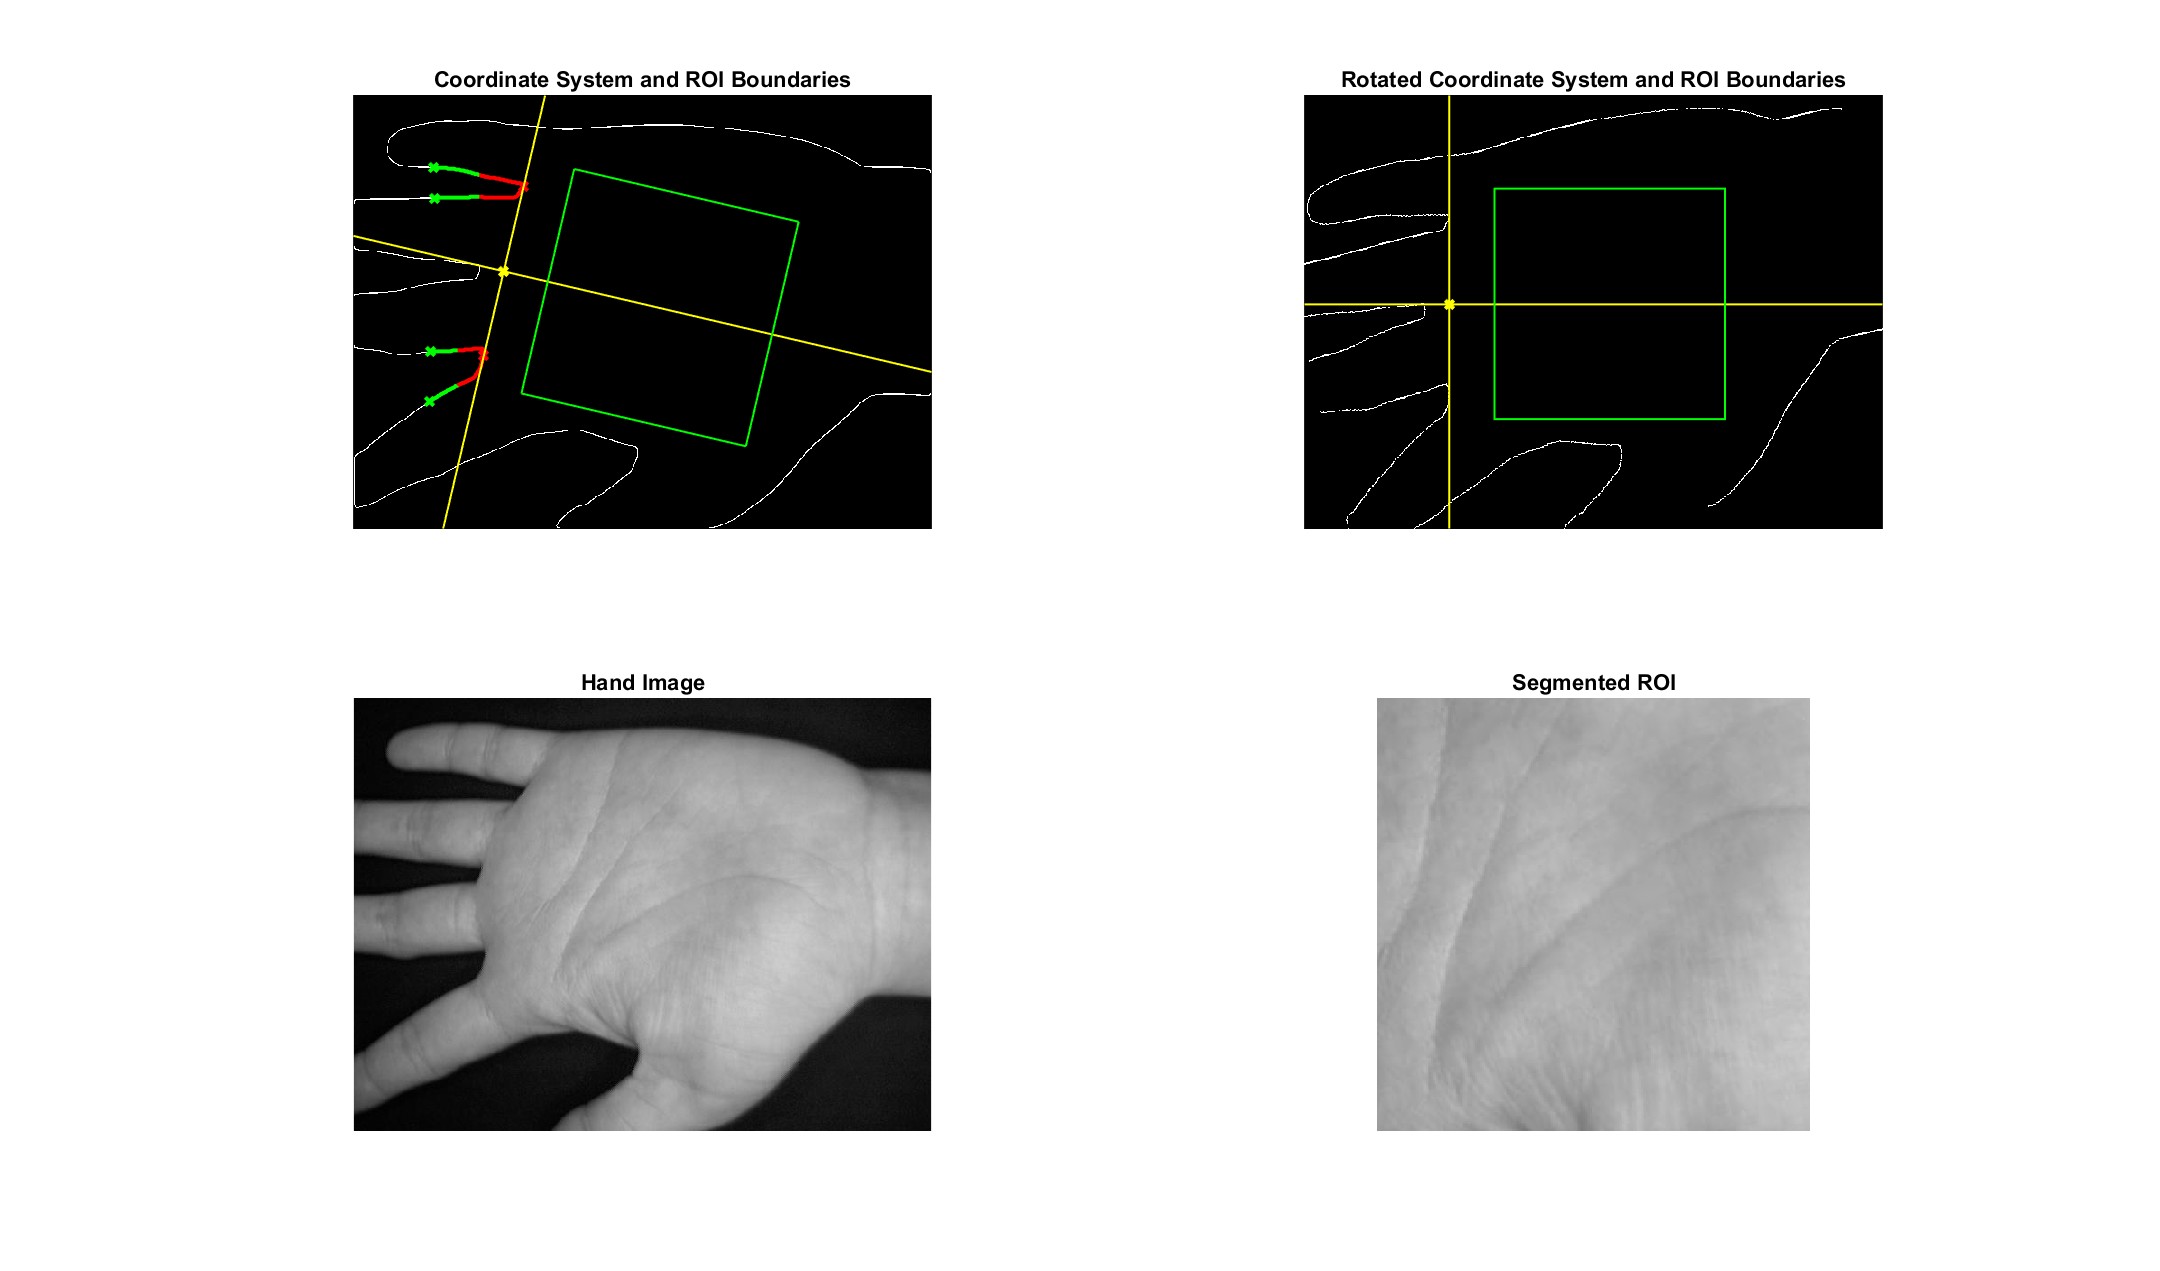 Coordinate System and ROI Boundaries
Rotated Coordinate System and ROI Boundaries
Hand Image
Segmented ROI